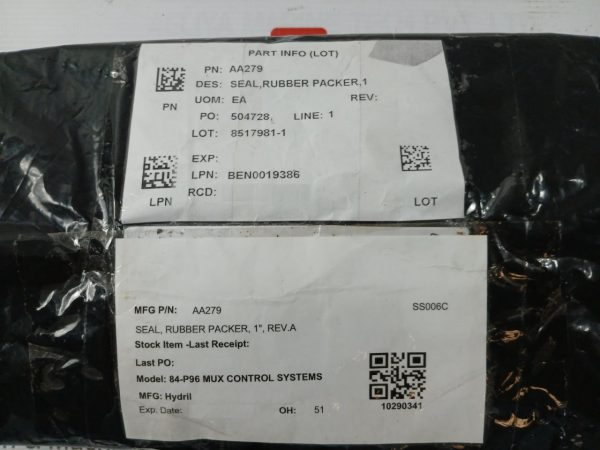 PART INFO (LOT)
PN: AA279
DES: SEAL,RUBBER PACKER,1
PN
UOM: EA REV:
PO: 504728, LINE: 1
LOT: 8517981-1
EXP:
LPN: BEN0019386
RCD:
LPN LOT
MFG P/N: AA279 SS006C
SEAL, RUBBER PACKER, 1", REV.A
Stock Item -Last Receipt:
Last PO:
Model: 84-P96 MUX CONTROL SYSTEMS
MFG: Hydril
Exp. Date: OH: 51
10290341